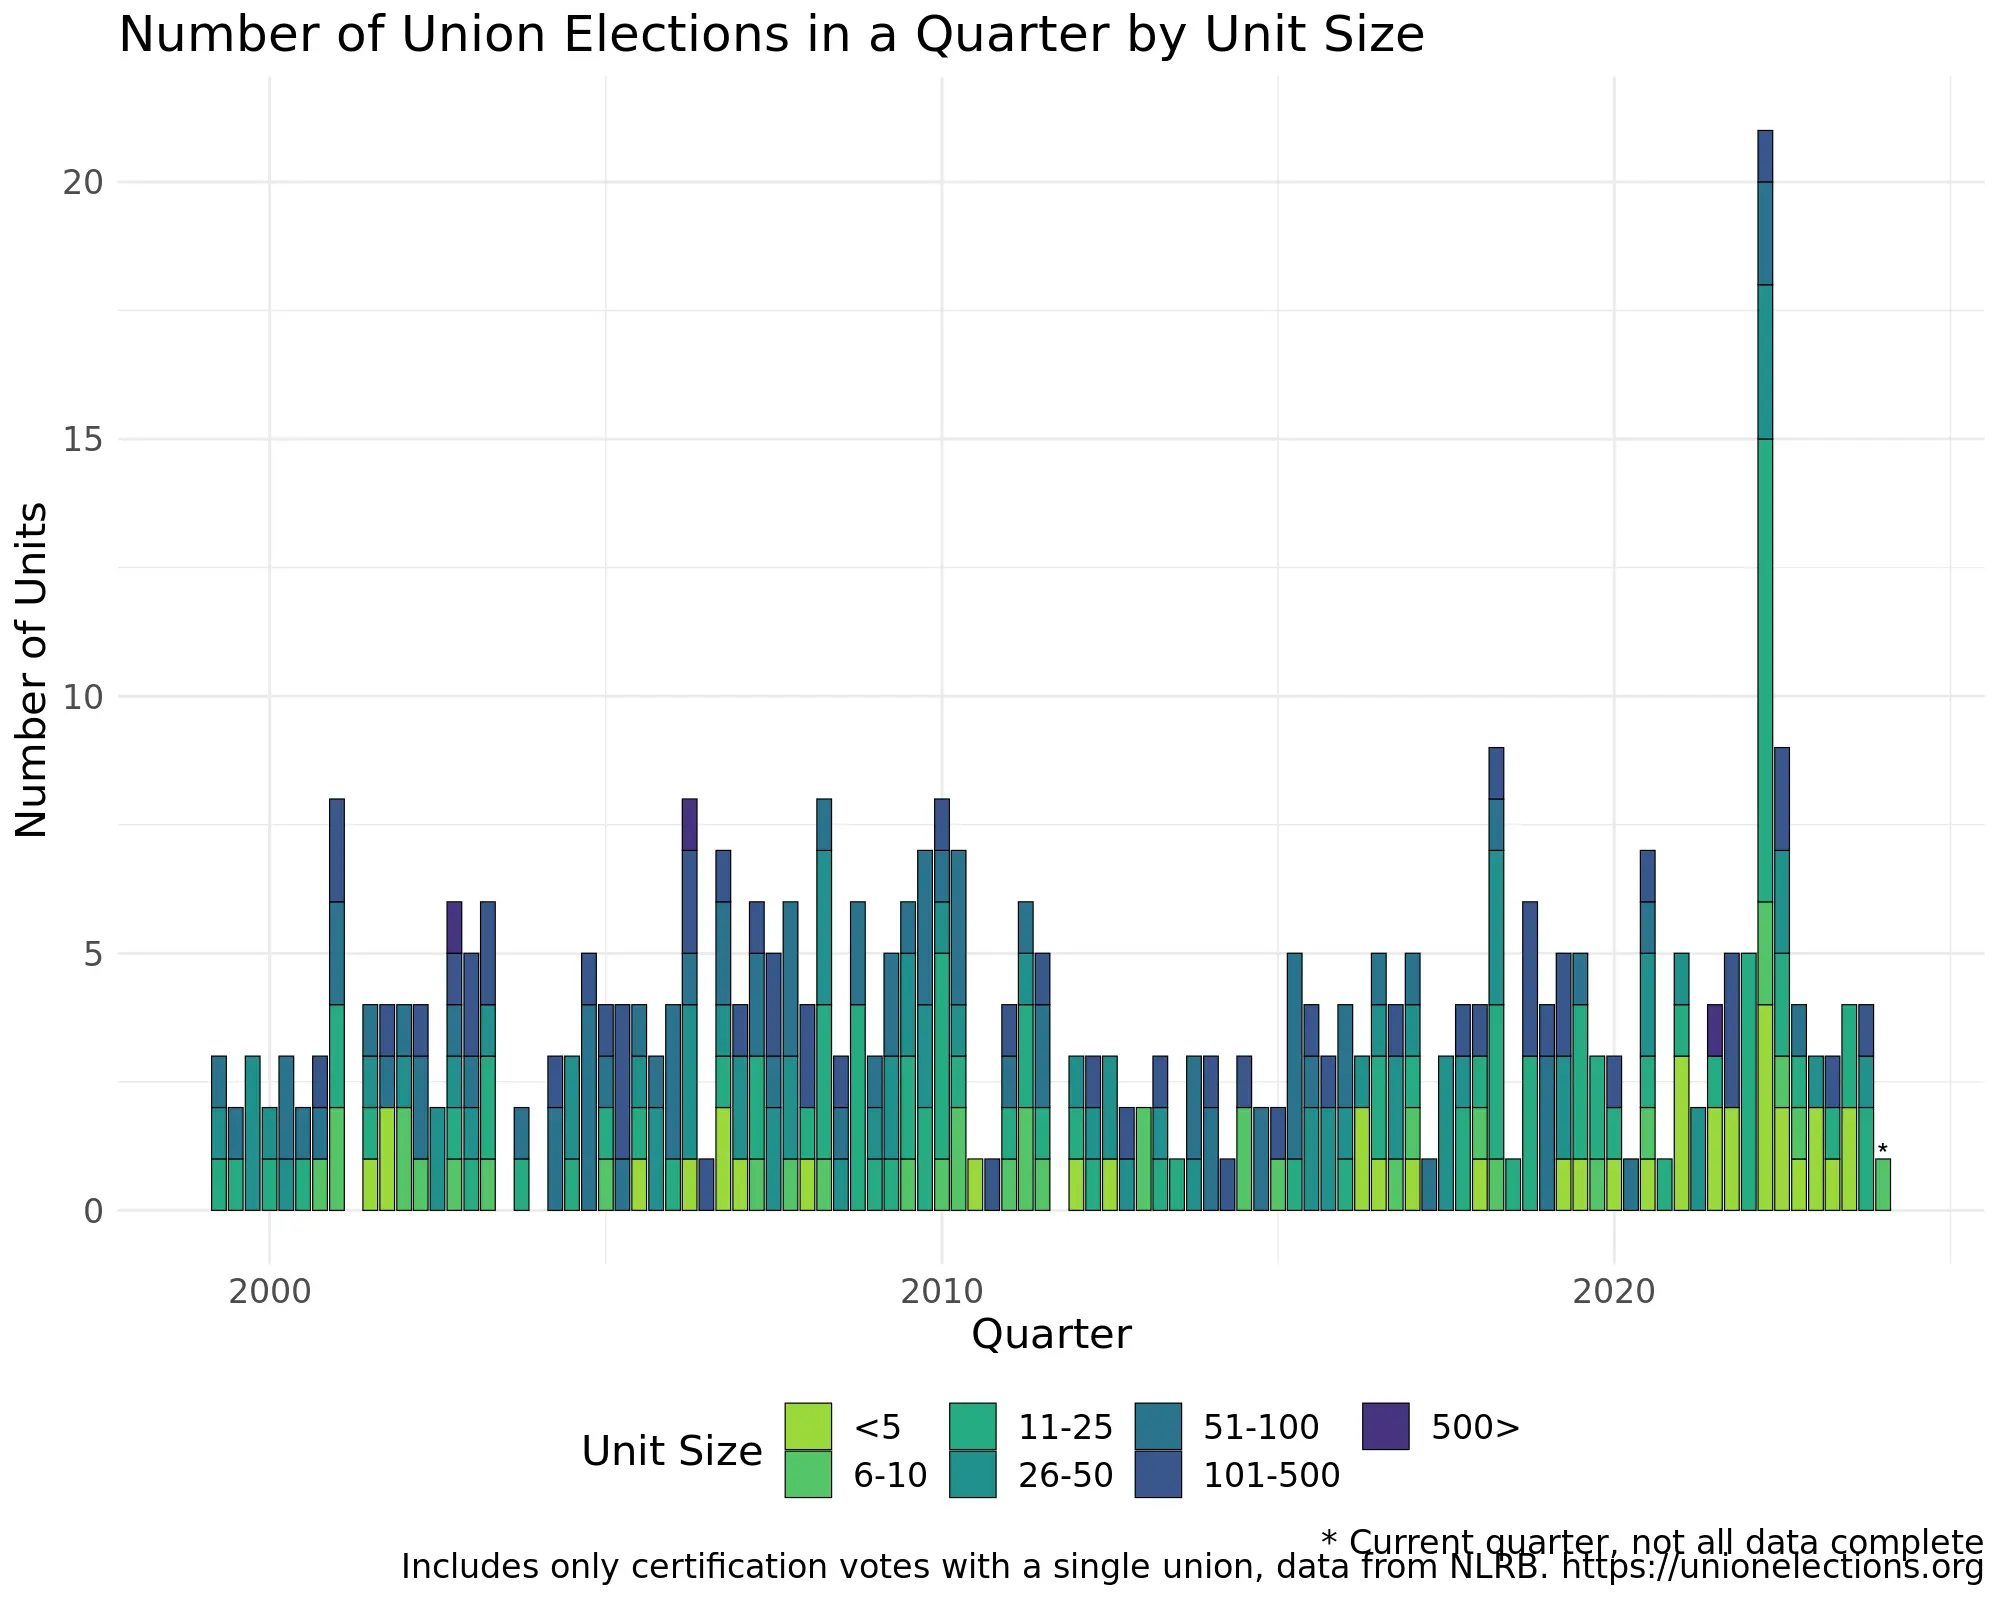 Number of Union Elections in a Quarter by Unit Size
Number of Units
20
15
10
5
0
*
2000 2010 2020
Quarter
Unit Size
<5 11-25 51-100 500>
6-10 26-50 101-500
* Current quarter, not all data complete
Includes only certification votes with a single union, data from NLRB. https://unionelections.org